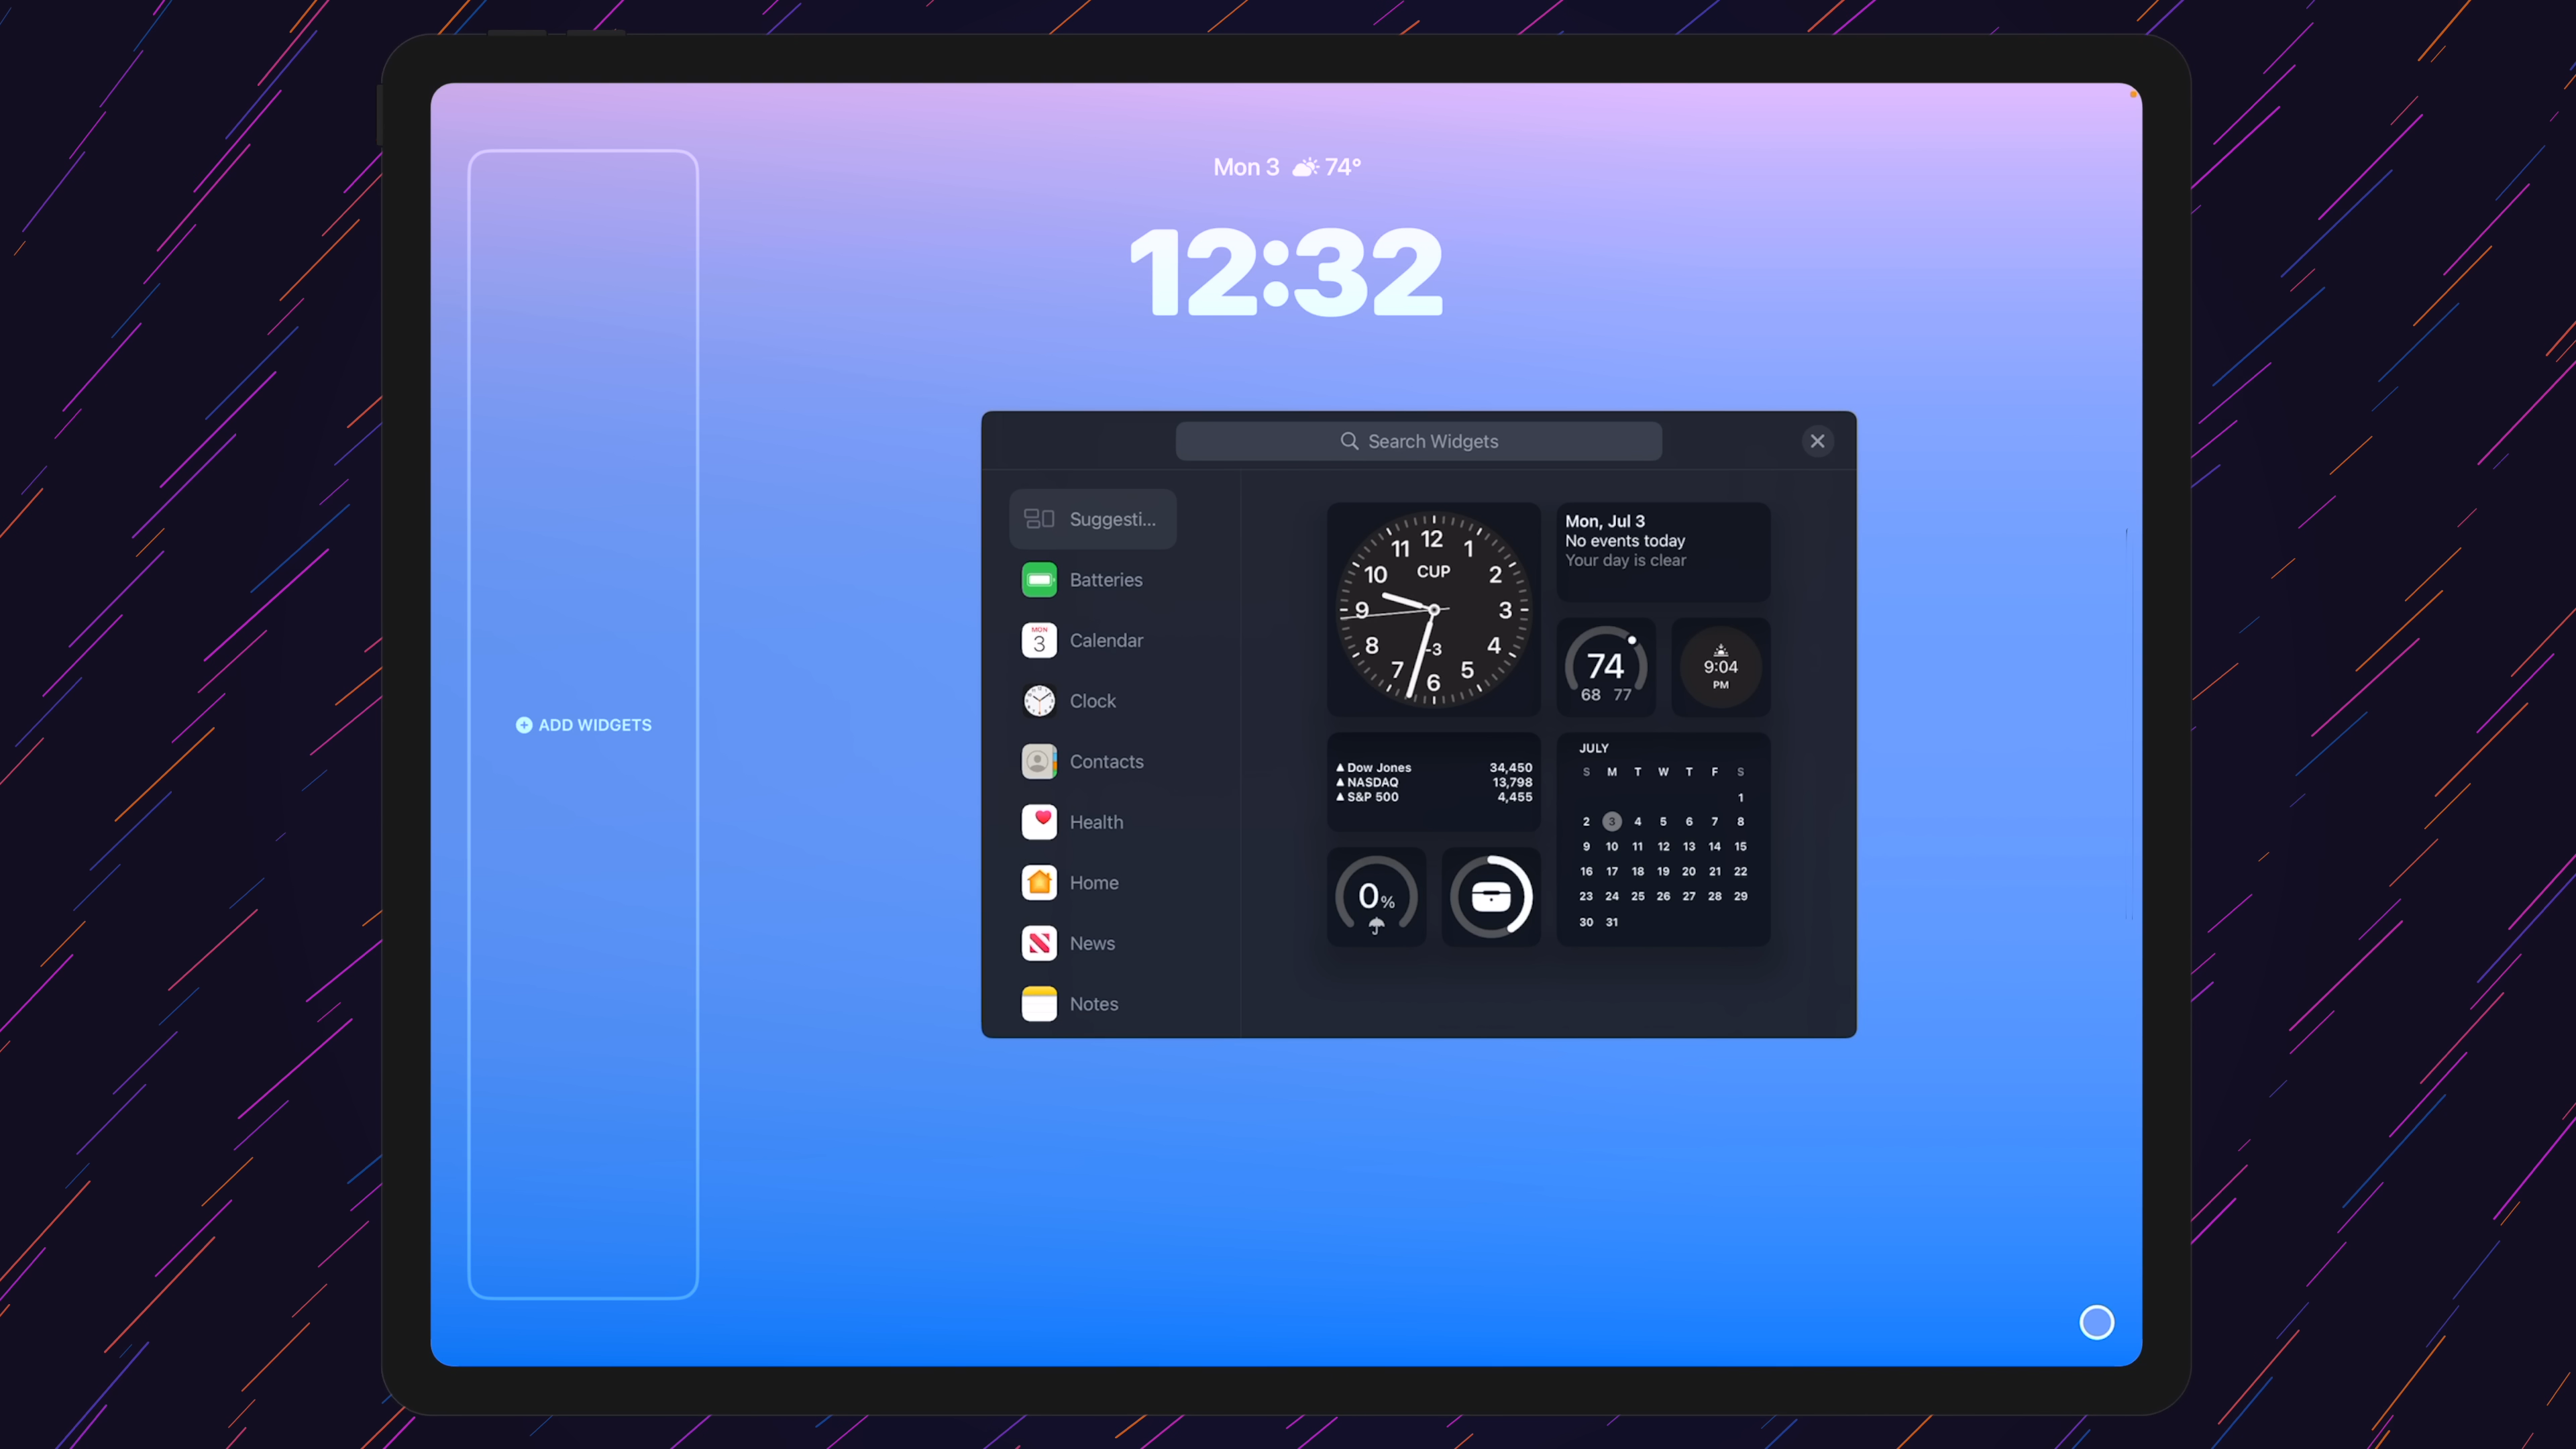 Mon 3 74°
12:32
ADD WIDGETS
Search Widgets
Suggesti...
Batteries
MON
3
Calendar
Clock
Contacts
Health
Home
News
Notes
12
1
2
3
4
5
6
7
8
9
10
11
CUP
-3
Mon, Jul 3
No events today
Your day is clear
74
68 77
9:04
PM
Dow Jones 34,450
NASDAQ 13,798
S&P 500 4,455
0%
JULY
S M T W T F S
1
2 3 4 5 6 7 8
9 10 11 12 13 14 15
16 17 18 19 20 21 22
23 24 25 26 27 28 29
30 31